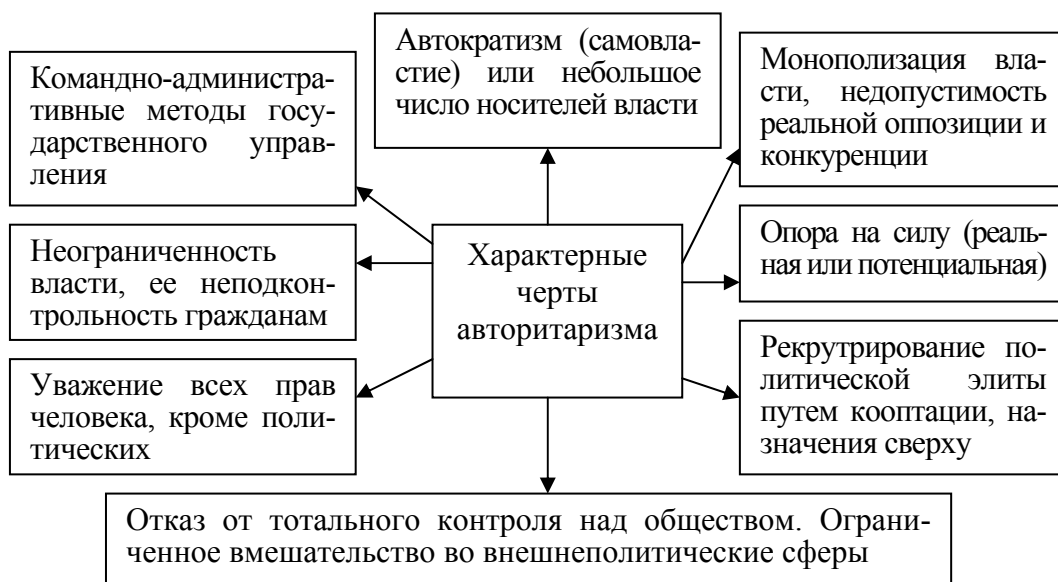 Командно-администрати-
тивные методы госу-
дарственного управ-
ления
Автократизм (самовла-
стие) или небольшое
число носителей власти
Монополизация вла-
сти, недопустимость
реальной оппозиции и
конкуренции
Неограниченность
власти, ее неподкон-
трольность гражданам
Характерные
черты
авторитаризма
Опора на силу (реаль-
ная или потенциальная)
Уважение всех прав
человека, кроме поли-
тических
Рекрутрирование по-
литической элиты
путем кооптации, на-
значения сверху
Отказ от тотального контроля над обществом. Ограни-
ченное вмешательство во внешнеполитические сферы